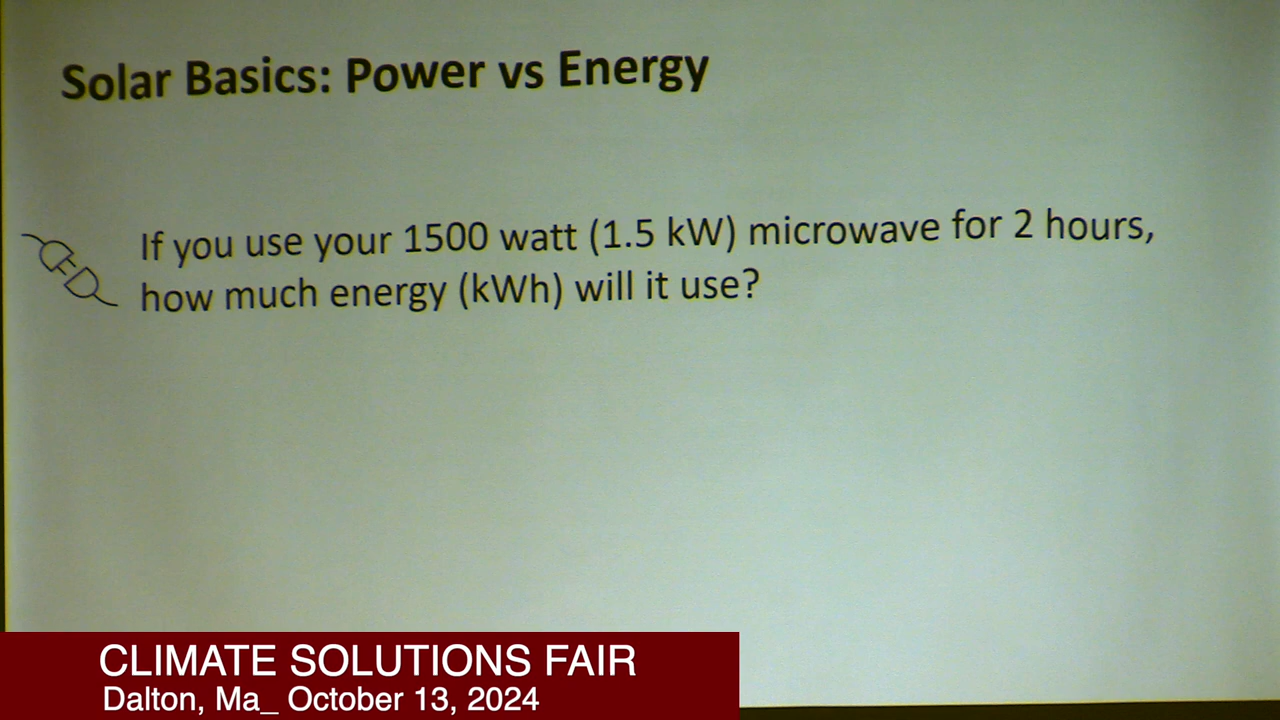 Solar Basics: Power vs Energy
If you use your 1500 watt (1.5 kW) microwave for 2 hours,
how much energy (kWh) will it use?
CLIMATE SOLUTIONS FAIR
Dalton, Ma_ October 13, 2024